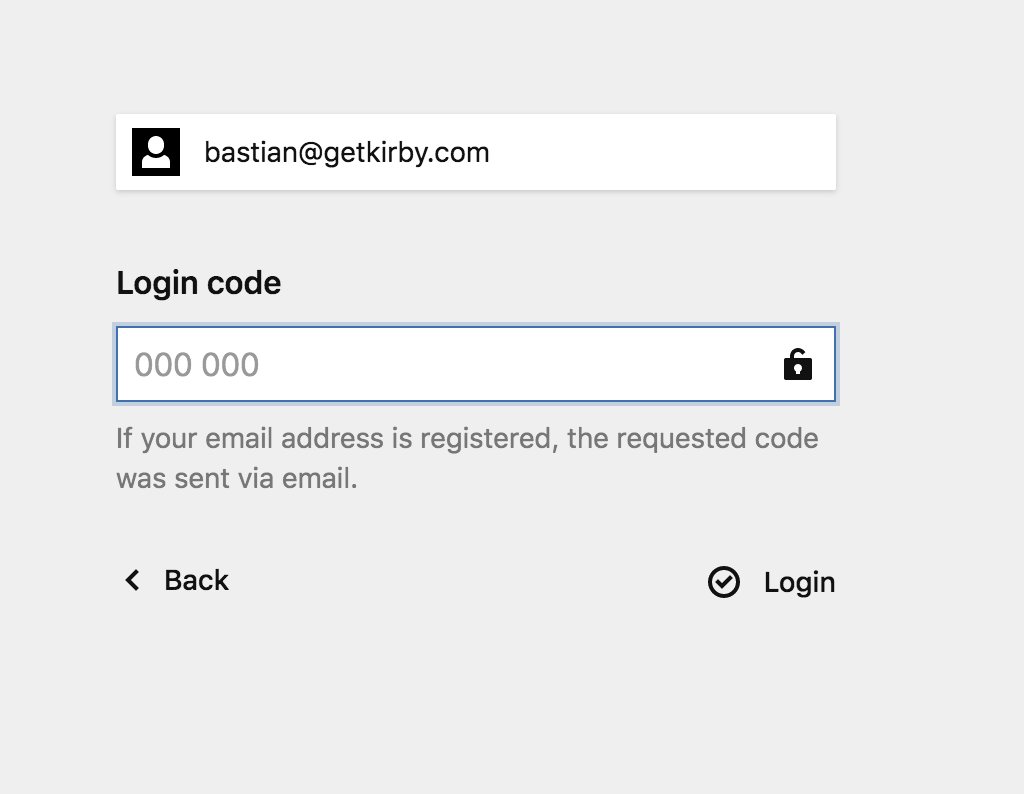 bastian@getkirby.com
Login code
000 000
If your email address is registered, the requested code
was sent via email.
Back
Login